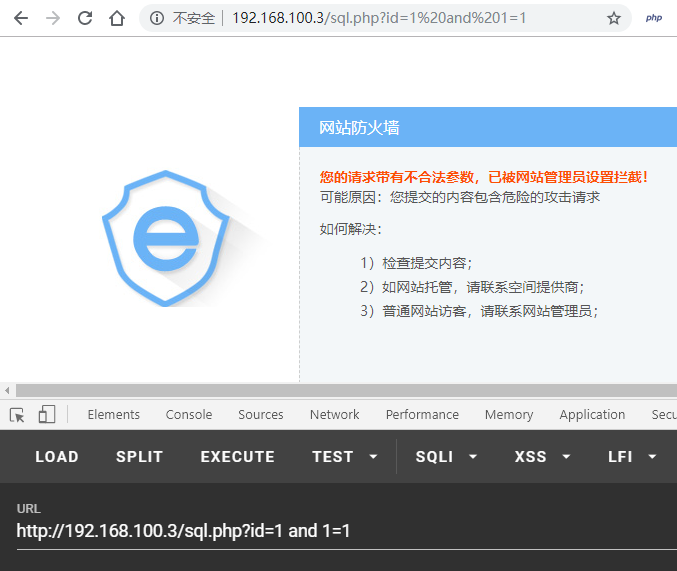 不安全 192.168.100.3/sql.php?id=1%20and%201=1 php
网站防火墙
您的请求带有不合法参数，已被网站管理员设置拦截！
可能原因：您提交的内容包含危险的攻击请求
如何解决：
1）检查提交内容；
2）如网站托管，请联系空间提供商；
3）普通网站访客，请联系网站管理员；
e
Elements Console Sources Network Performance Memory Application Secu
LOAD SPLIT EXECUTE TEST SQLI XSS LFI
URL
http://192.168.100.3/sql.php?id=1 and 1=1